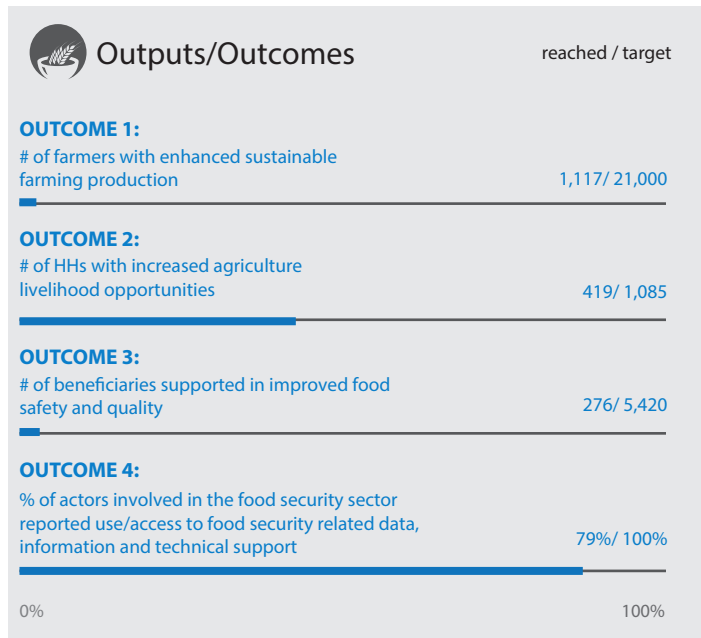 Outputs/Outcomes
reached / target
OUTCOME 1:
# of farmers with enhanced sustainable
farming production
1,117/ 21,000
OUTCOME 2:
# of HHs with increased agriculture
livelihood opportunities
419/ 1,085
OUTCOME 3:
# of beneficiaries supported in improved food
safety and quality
276/ 5,420
OUTCOME 4:
% of actors involved in the food security sector
reported use/access to food security related data,
information and technical support
79%/ 100%
0%
100%